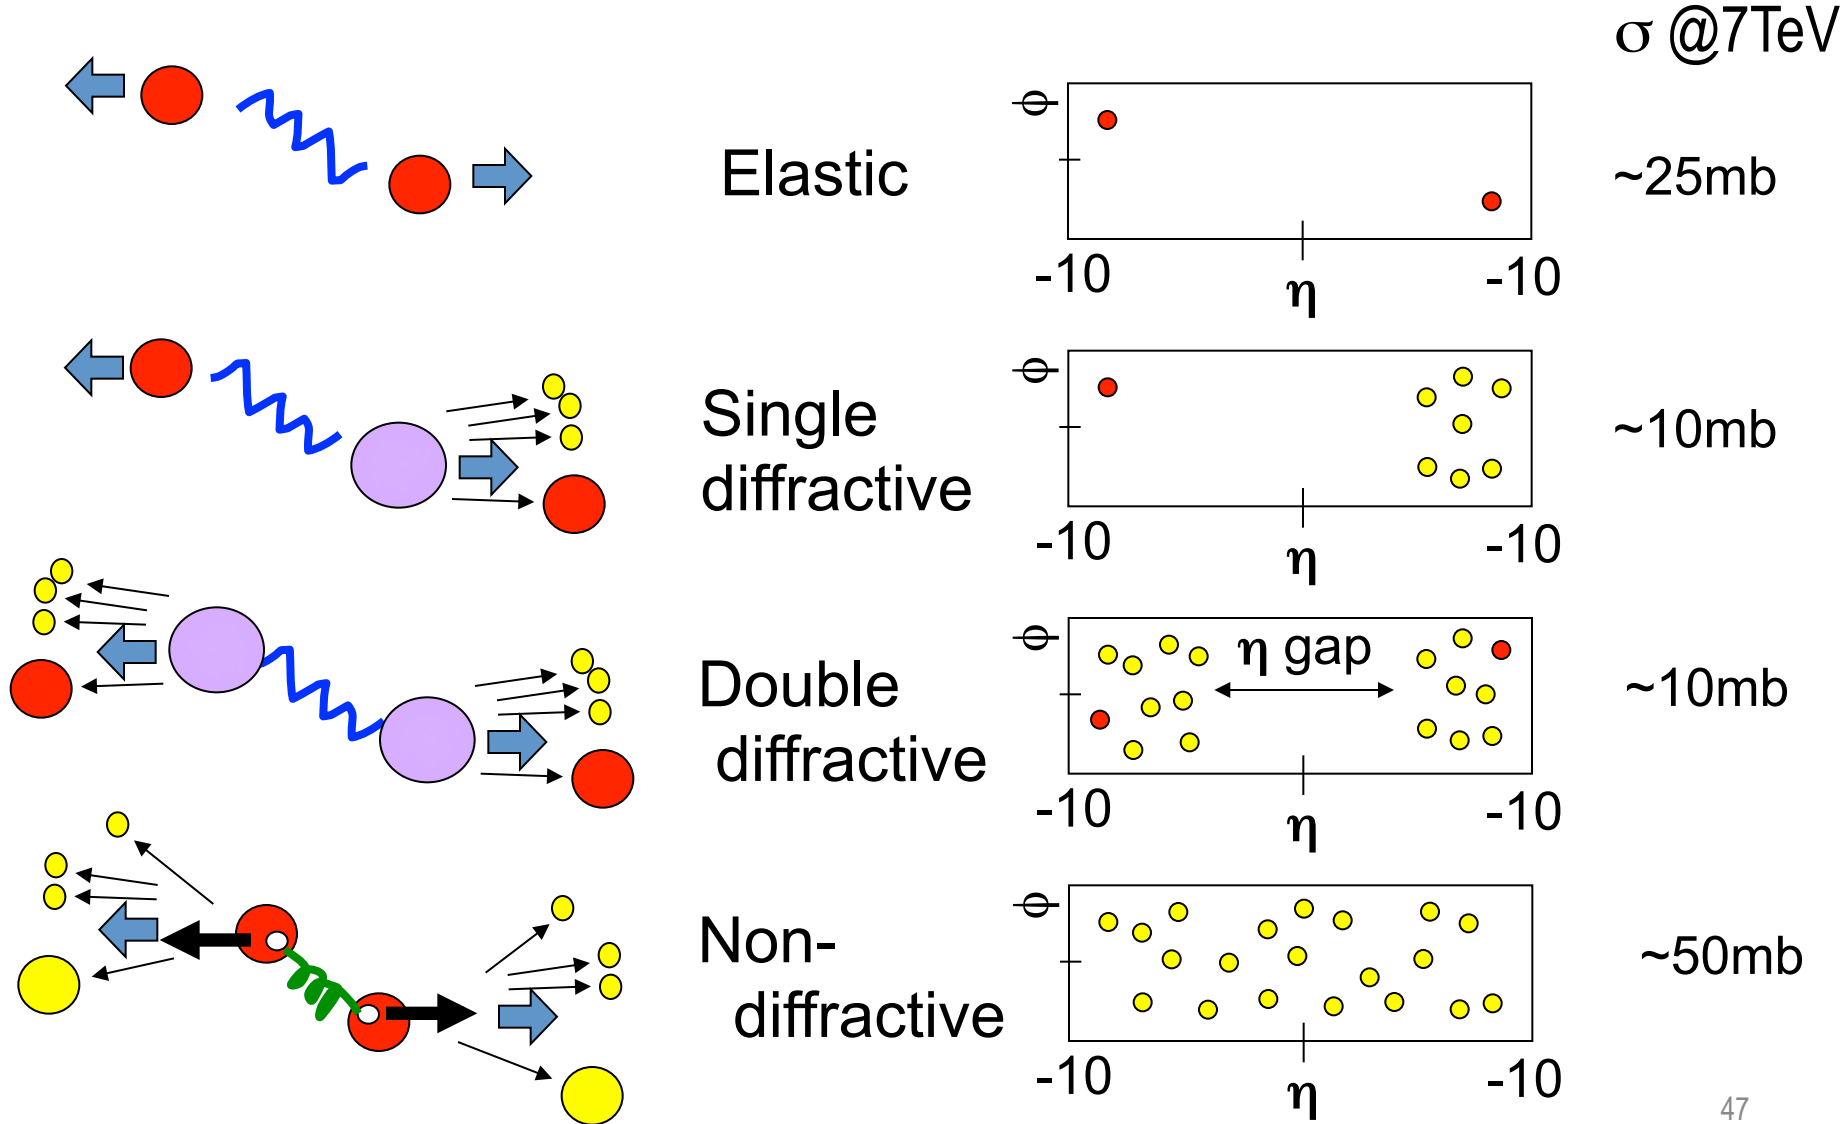 σ @7TeV
ϕ
Elastic
~25mb
-10
η
-10
ϕ
Single
diffractive
~10mb
-10
η
-10
ϕ
η gap
Double
diffractive
~10mb
-10
η
-10
ϕ
Non-
diffractive
~50mb
-10
η
-10
47